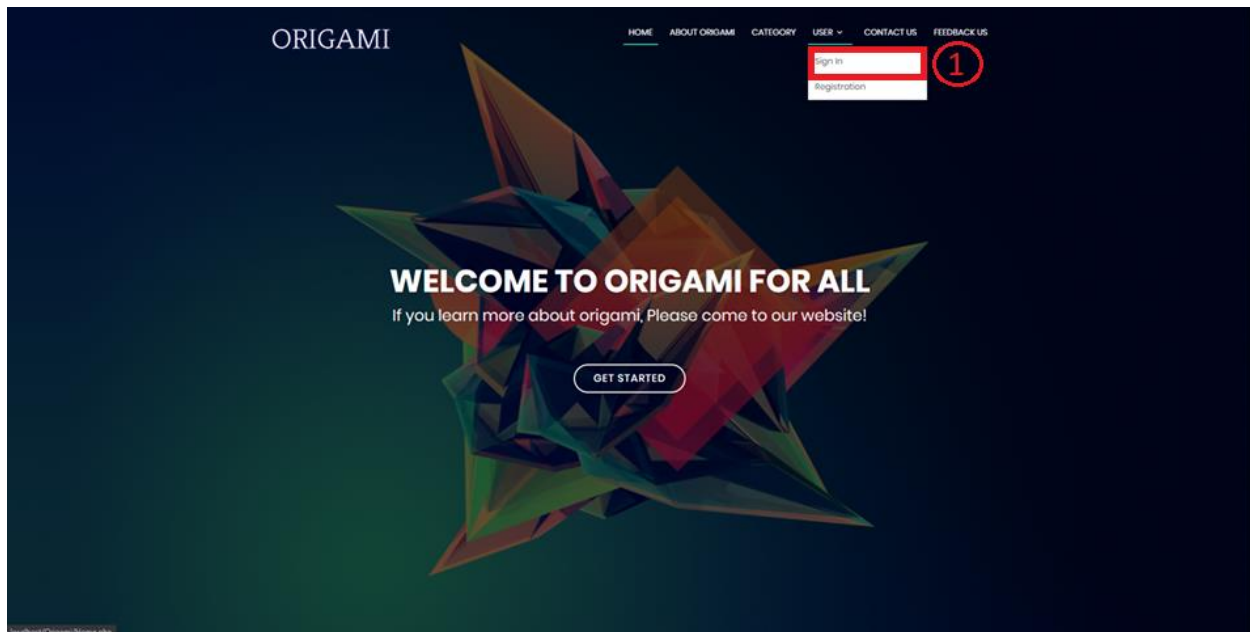 ORIGAMI
HOME ABOUT ORIGAMI CATEGORY USER CONTACT US FEEDBACK US
Sign In
1
Registration
WELCOME TO ORIGAMI FOR ALL
If you learn more about origami, Please come to our website!
GET STARTED